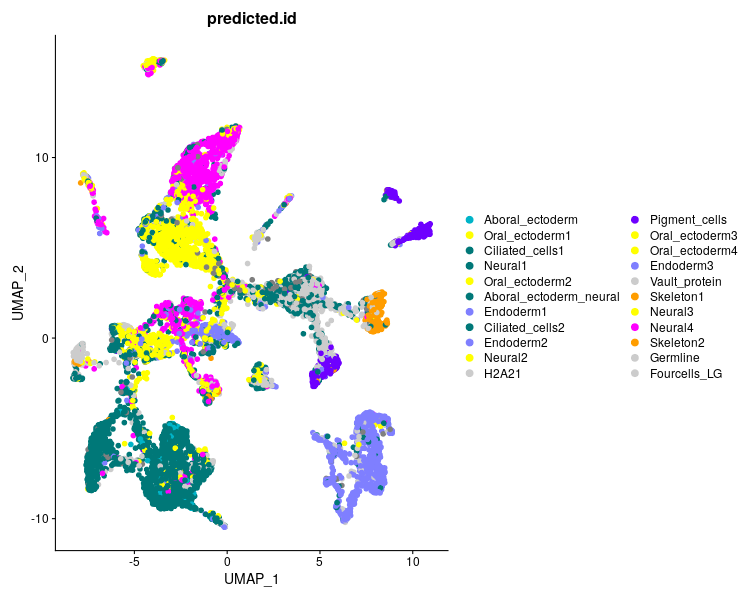 predicted.id
UMAP_2
10
0
-10
-5
0
5
10
UMAP_1
Aboral_ectoderm
Oral_ectoderm1
Ciliated_cells1
Neural1
Oral_ectoderm2
Aboral_ectoderm_neural
Endoderm1
Ciliated_cells2
Endoderm2
Neural2
H2A21
Pigment_cells
Oral_ectoderm3
Oral_ectoderm4
Endoderm3
Vault_protein
Skeleton1
Neural3
Neural4
Skeleton2
Germline
Fourcells_LG